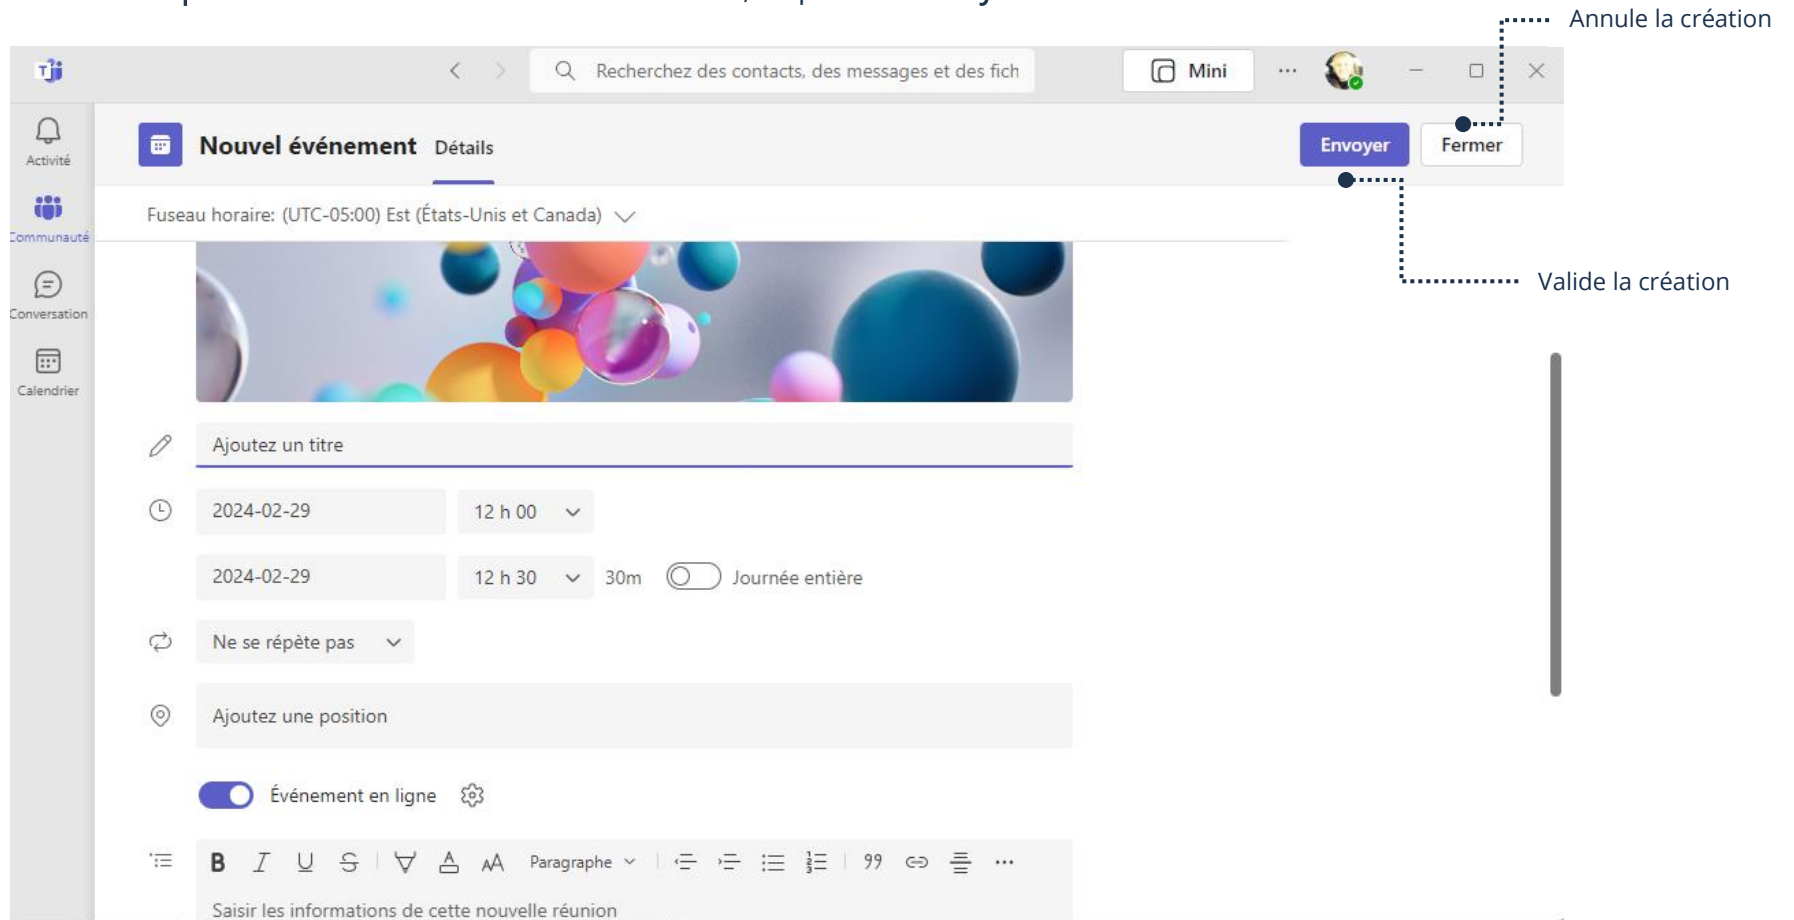 Annule la création
Recherchez des contacts, des messages et des fich
Mini
Activité
Nouvel événement Détails
Envoyer
Fermer
Communauté
Fuseau horaire: (UTC-05:00) Est (États-Unis et Canada)
Valide la création
Conversation
Calendrier
Ajoutez un titre
2024-02-29 12 h 00
2024-02-29 12 h 30 30m Journée entière
Ne se répète pas
Ajoutez une position
Événement en ligne
Paragraphe
Saisir les informations de cette nouvelle réunion